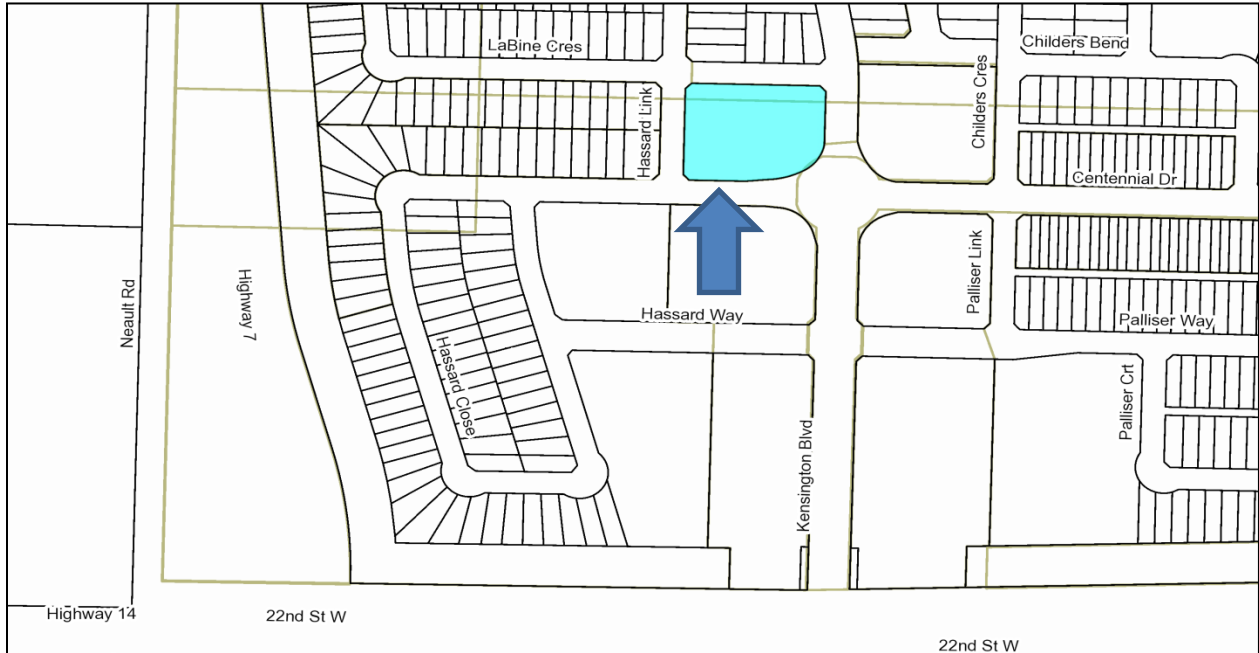 LaBine Cres
Childers Bend
Hassard Link
Childers Cres
Centennial Dr
Neault Rd
Highway 7
Hassard Way
Palliser Link
Palliser Way
Hassard Close
Palliser Crt
Kensington Blvd
Highway 14
22nd St W
22nd St W